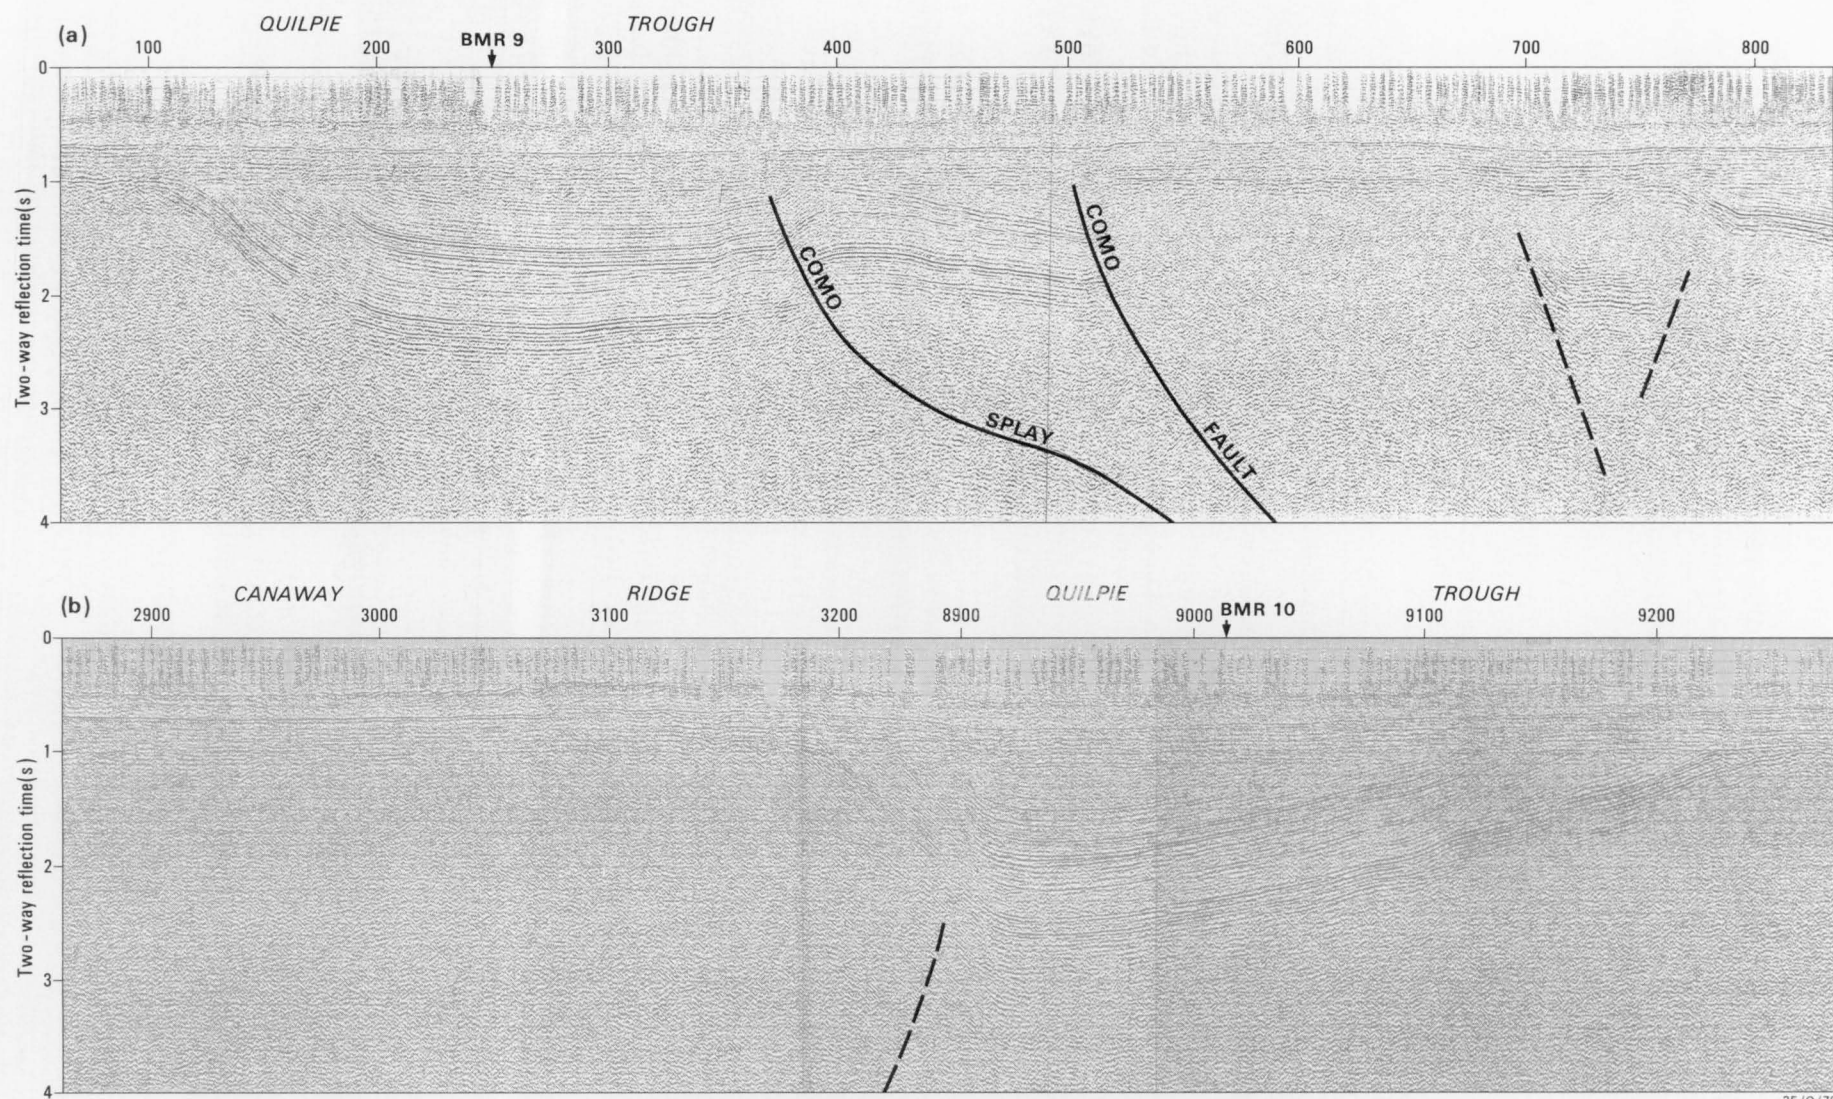 (a) QUILPIE TROUGH
100 200 BMR 9 300 400 500 600 700 800
0
1
2
3
4
Two-way reflection time(s)
COMO
SPLAY
COMO
FAULT
(b) CANAWAY RIDGE QUILPIE TROUGH
2900 3000 3100 3200 8900 9000 BMR 10 9100 9200
0
1
2
3
4
Two-way reflection time(s)